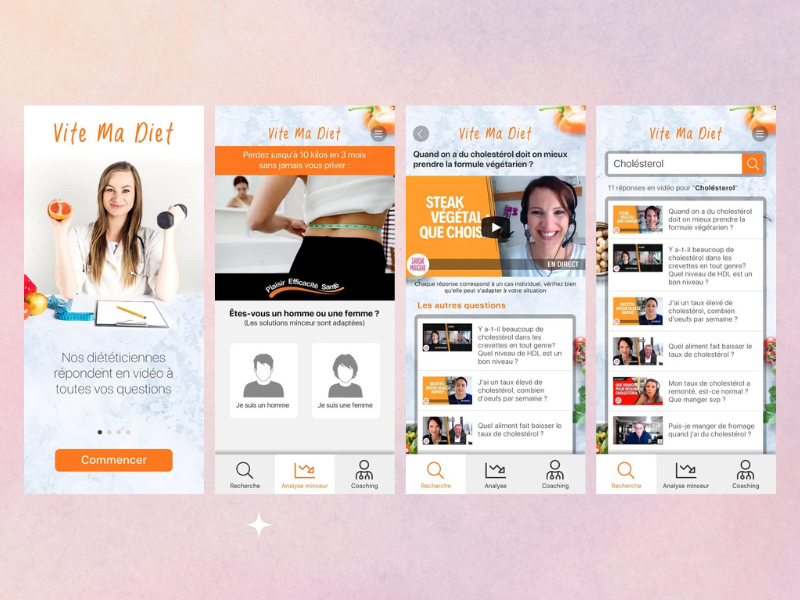 Vite Ma Diet
Nos diététiciennes
répondent en vidéo à
toutes vos questions
Commencer
Vite Ma Diet
Perdez jusqu'à 10 kilos en 3 mois
sans jamais vous priver :
Plaisir Efficacité Santé
Êtes-vous un homme ou une femme ?
(Les solutions minceur sont adaptées)
Je suis un homme
Je suis une femme
Recherche
Analyse minceur
Coaching
Vite Ma Diet
Quand on a du cholestérol doit on mieux
prendre la formule végétarien ?
STEAK
VÉGÉTAL
QUE CHOIS
EN DIRECT
Chaque réponse correspond à un cas individuel, vérifiez bien
qu'elle peut s'adapter à votre situation
Les autres questions
Y a-t-il beaucoup de
cholestérol dans les
crevettes en tout genre?
Quel niveau de HDL est un
bon niveau ?
J'ai un taux élevé de
cholestérol, combien
d'oeufs par semaine ?
Quel aliment fait baisser le
taux de cholestérol ?
Recherche
Analyse
Coaching
Vite Ma Diet
Cholésterol
11 réponses en vidéo pour "Cholésterol"
Quand on a du cholestérol
doit on mieux prendre la
formule végétarien ?
Y a-t-il beaucoup de
cholestérol dans les
crevettes en tout genre?
Quel niveau de HDL est un
bon niveau ?
J'ai un taux élevé de
cholestérol, combien
d'oeufs par semaine ?
Quel aliment fait baisser le
taux de cholestérol ?
Mon taux de cholestérol a
remonté, est-ce normal ?
Que manger svp ?
Puis-je manger de fromage
quand j'ai du cholestérol ?
Recherche
Analyse minceur
Coaching